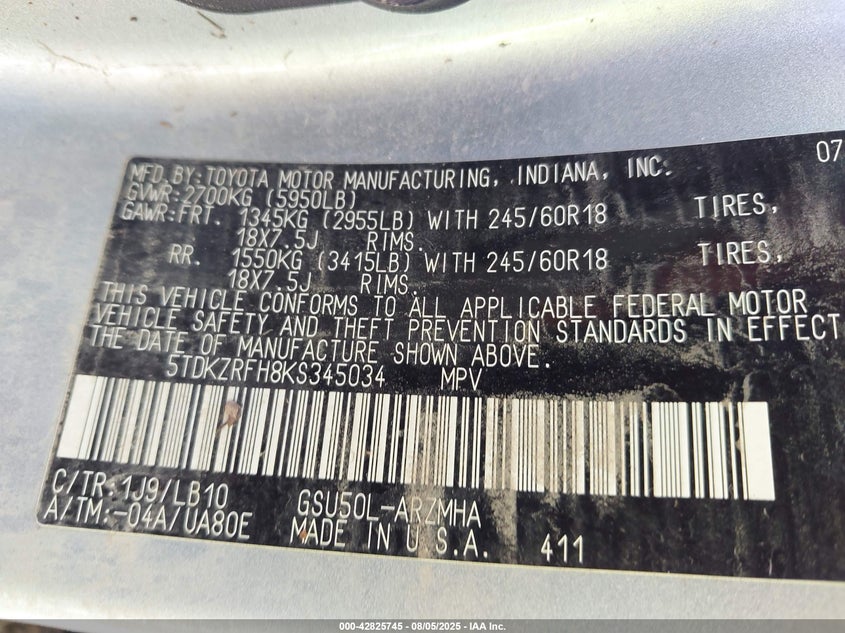 MFD. BY: TOYOTA MOTOR MANUFACTURING, INDIANA, INC. 07
GVWR: 2700KG (5950LB)
GAWR: FRT. 1345KG (2955LB) WITH 245/60R18 TIRES,
18X7.5J RIMS.
RR. 1550KG (3415LB) WITH 245/60R18 TIRES,
18X7.5J RIMS.
THIS VEHICLE CONFORMS TO ALL APPLICABLE FEDERAL MOTOR
VEHICLE SAFETY AND THEFT PREVENTION STANDARDS IN EFFECT
THE DATE OF MANUFACTURE SHOWN ABOVE.
5TDKZRFH8KS345034 MPV
C/TR: 1J9/LB10 GSU50L-ARZMHA
A/TM: -04A/UA80E MADE IN U.S.A. 411
000-42825745 - 08/05/2025 - IAA Inc.